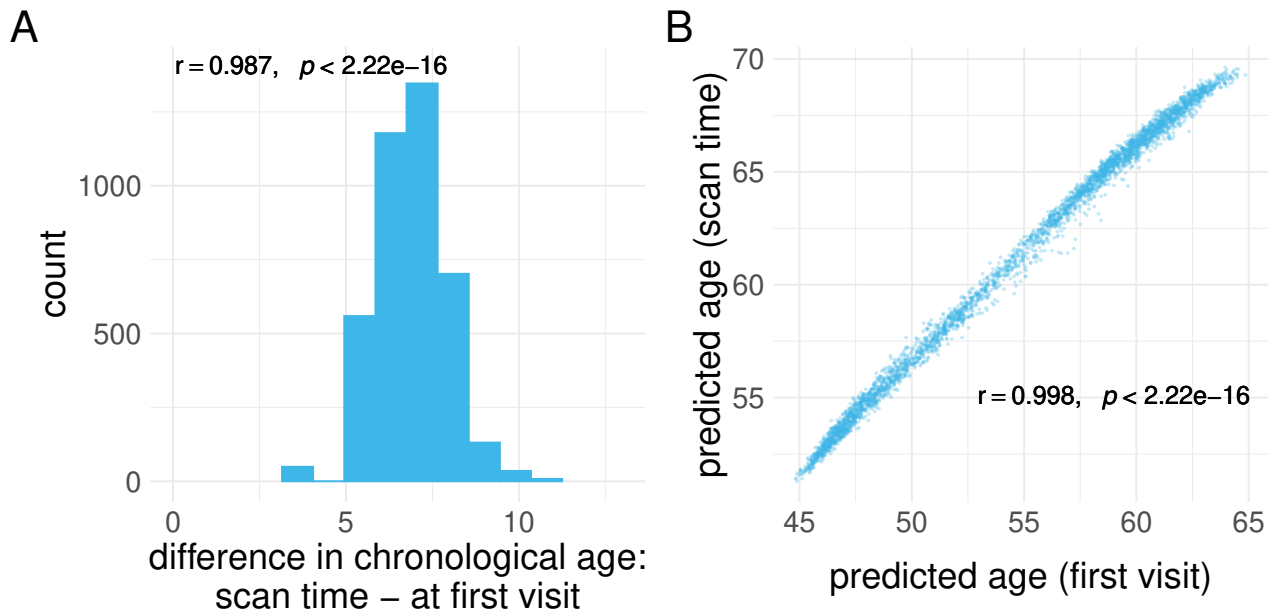 A
r = 0.987,   p < 2.22e−16
1000
500
0
count
0
5
10
difference in chronological age:
scan time − at first visit
B
70
65
60
55
predicted age (scan time)
r = 0.998,   p < 2.22e−16
45
50
55
60
65
predicted age (first visit)